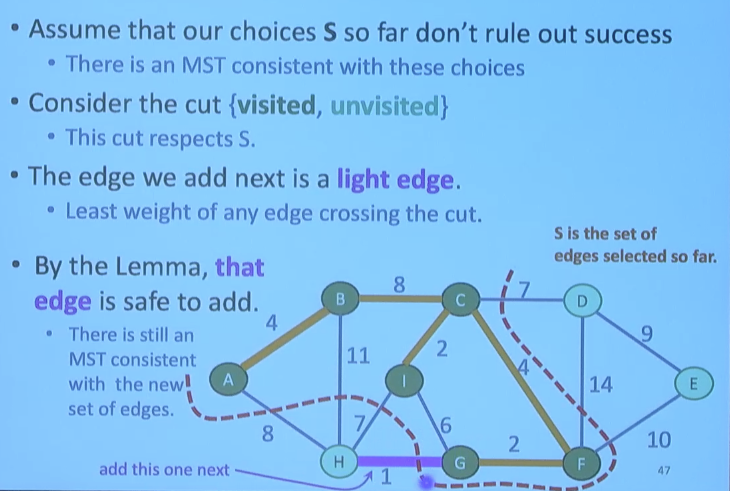 • Assume that our choices S so far don't rule out success
• There is an MST consistent with these choices
• Consider the cut {visited, unvisited}
• This cut respects S.
• The edge we add next is a light edge.
• Least weight of any edge crossing the cut.
S is the set of
edges selected so far.
• By the Lemma, that
edge is safe to add.
• There is still an
MST consistent
with the new
set of edges.
8
7
B
C
D
4
9
11
2
A
I
4
14
E
8
7
6
2
10
H
G
F
47
add this one next
1